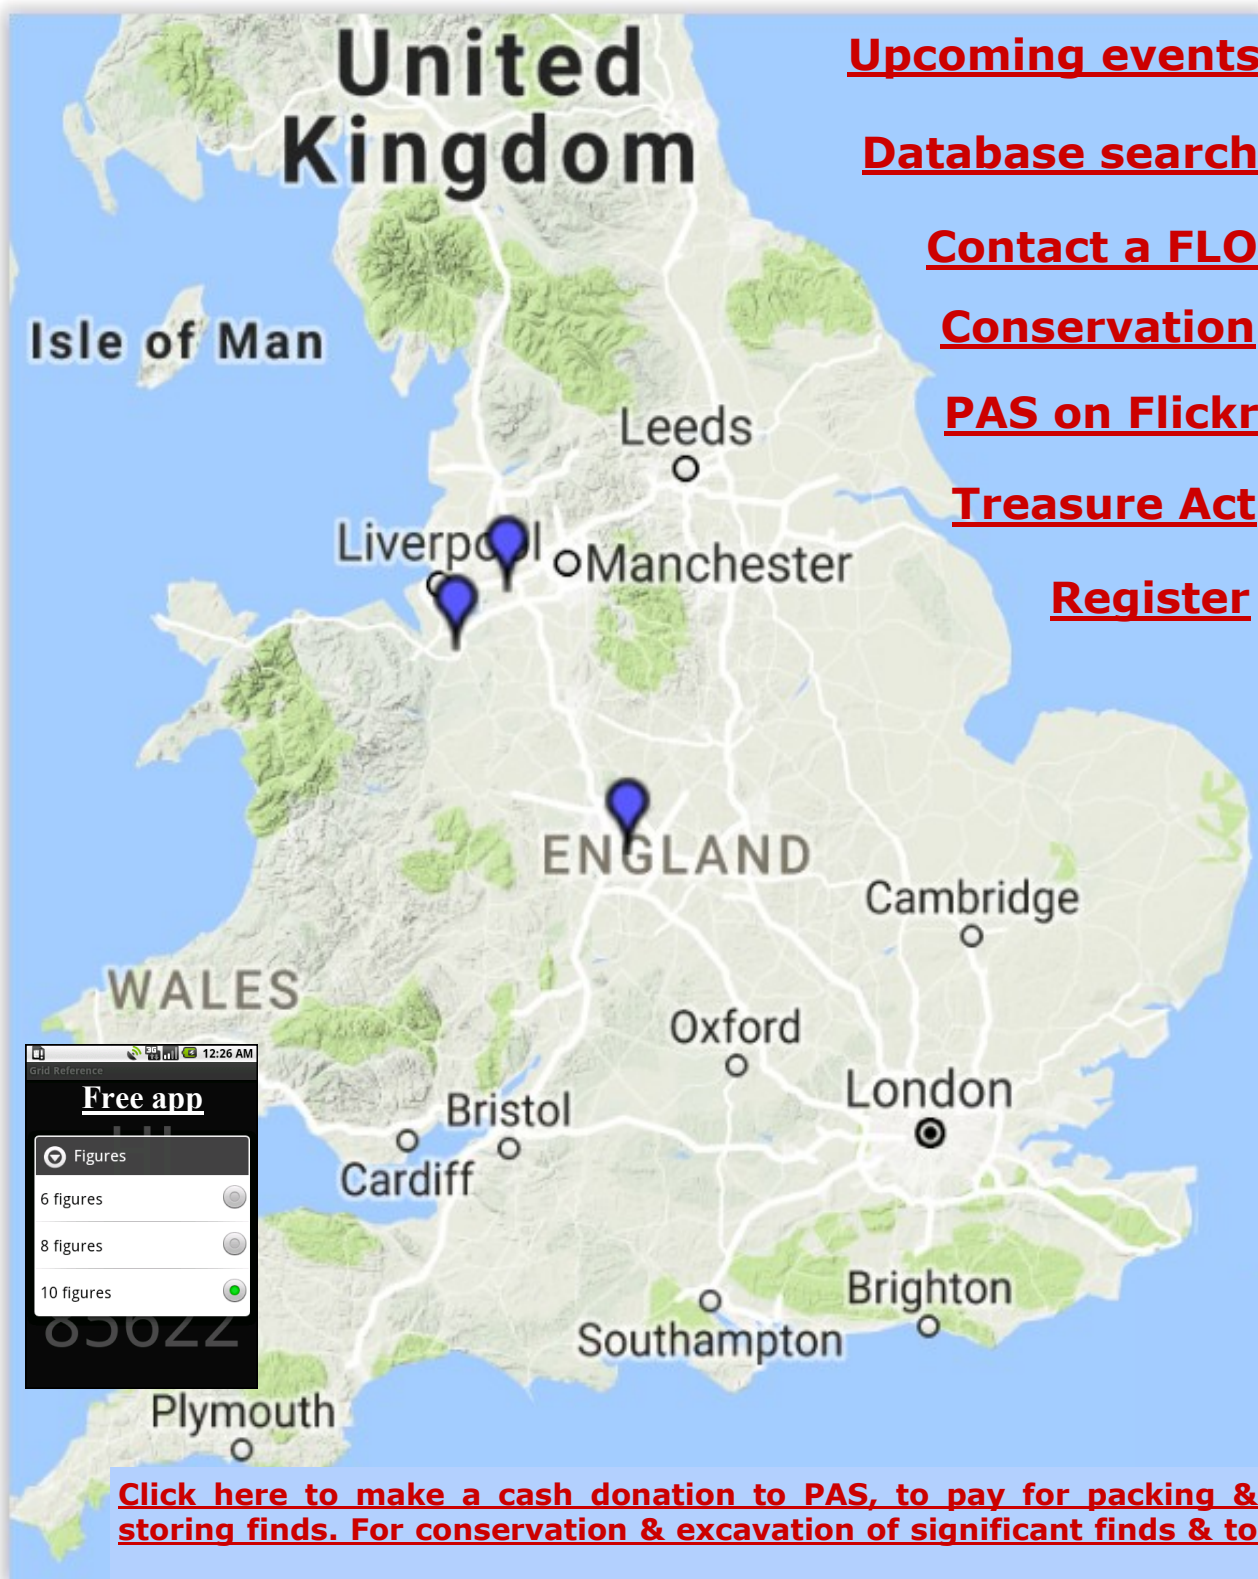 United
Kingdom
Upcoming events
Database search
Contact a FLO
Isle of Man
Conservation
PAS on Flickr
Leeds
Treasure Act
Liverpool
Manchester
Register
ENGLAND
Cambridge
WALES
Oxford
12:26 AM
Grid Reference
Free app
London
Bristol
Figures
Cardiff
6 figures
8 figures
10 figures
85622
Brighton
Southampton
Plymouth
Click here to make a cash donation to PAS, to pay for packing &
storing finds. For conservation & excavation of significant finds & to